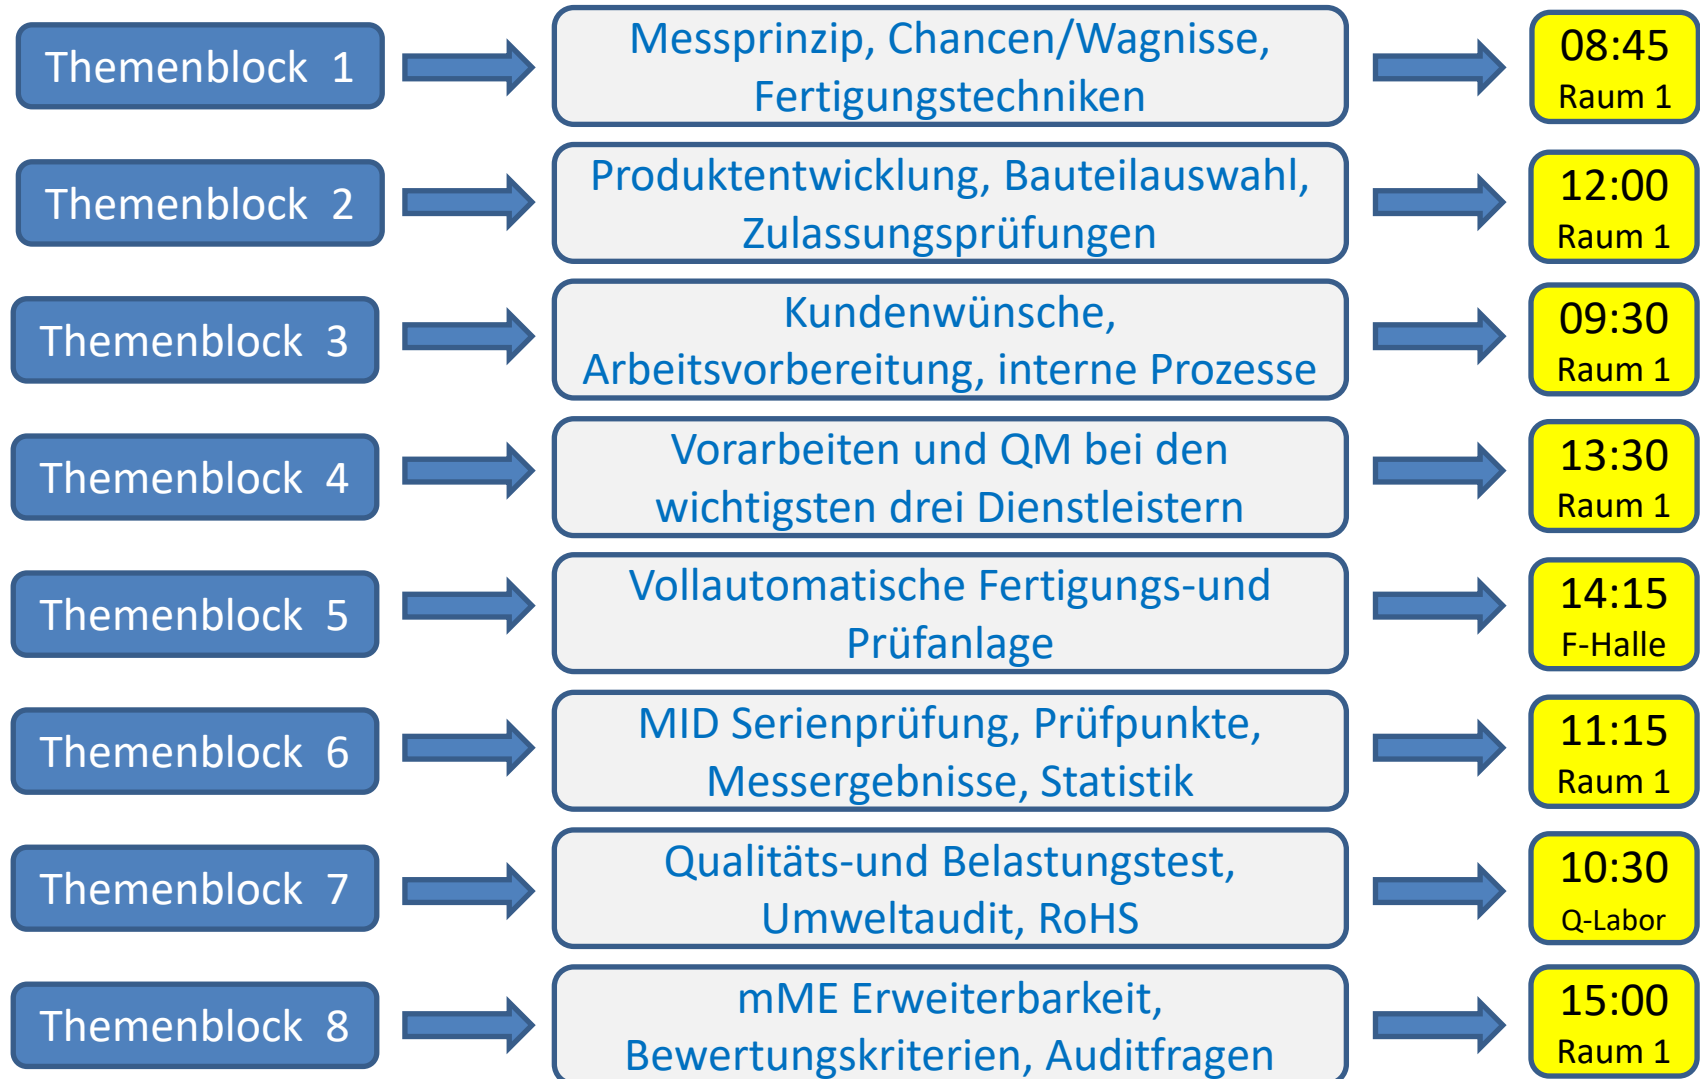 Themenblock 1
Messprinzip, Chancen/Wagnisse,
Fertigungstechniken
08:45
Raum 1
Themenblock 2
Produktentwicklung, Bauteilauswahl,
Zulassungsprüfungen
12:00
Raum 1
Themenblock 3
Kundenwünsche,
Arbeitsvorbereitung, interne Prozesse
09:30
Raum 1
Themenblock 4
Vorarbeiten und QM bei den
wichtigsten drei Dienstleistern
13:30
Raum 1
Themenblock 5
Vollautomatische Fertigungs-und
Prüfanlage
14:15
F-Halle
Themenblock 6
MID Serienprüfung, Prüfpunkte,
Messergebnisse, Statistik
11:15
Raum 1
Themenblock 7
Qualitäts-und Belastungstest,
Umweltaudit, RoHS
10:30
Q-Labor
Themenblock 8
mME Erweiterbarkeit,
Bewertungskriterien, Auditfragen
15:00
Raum 1